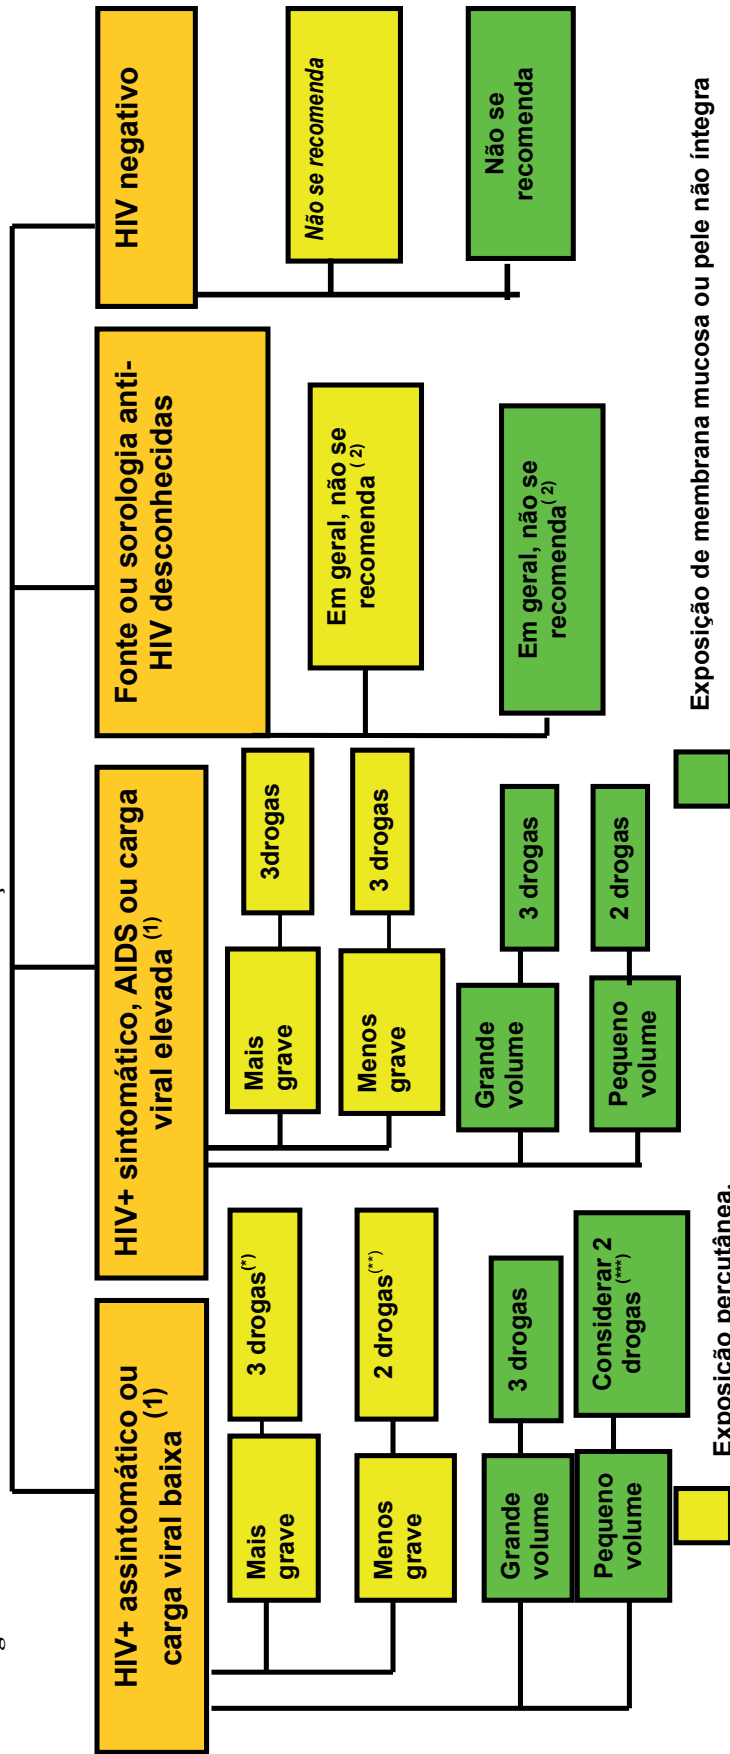 HIV+ assintomático ou
carga viral baixa (1)
Mais
grave
3 drogas(*)
Menos
grave
2 drogas(**)
Grande
volume
3 drogas
Pequeno
volume
Considerar 2
drogas (***)
HIV+ sintomático, AIDS ou carga
viral elevada (1)
Mais
grave
3drogas
Menos
grave
3 drogas
Grande
volume
3 drogas
Pequeno
volume
2 drogas
Fonte ou sorologia anti-
HIV desconhecidas
Em geral, não se
recomenda ( 2)
Em geral, não se
recomenda( 2)
HIV negativo
Não se recomenda
Não se
recomenda
Exposição percutânea.
Exposição de membrana mucosa ou pele não íntegra